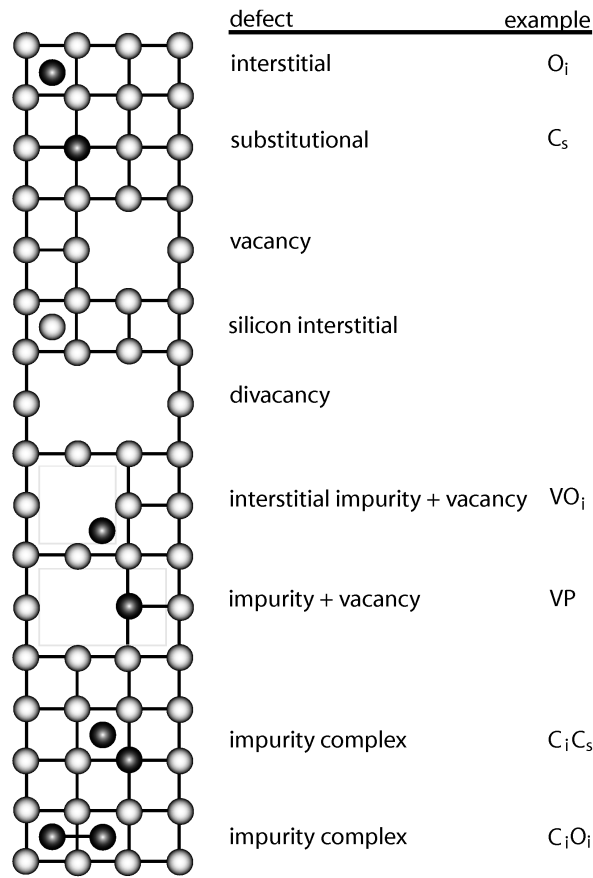 defect example
interstitial Oi
substitutional Cs
vacancy
silicon interstitial
divacancy
interstitial impurity + vacancy VOi
impurity + vacancy VP
impurity complex CiCs
impurity complex CiOi